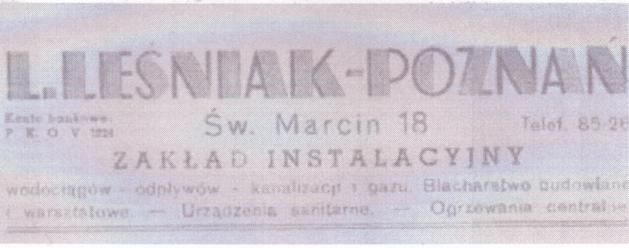 L. LEŚNIAK-POZNAŃ
Konto bankowe
P. K. O. V
Św. Marcin 18
Telef. 85-26
ZAKŁAD INSTALACYJNY
wodociągów - odpływów - kanalizacji i gazu. Blacharstwo budowlane
i warsztatowe. — Urządzenia sanitarne. — Ogrzewania centralne